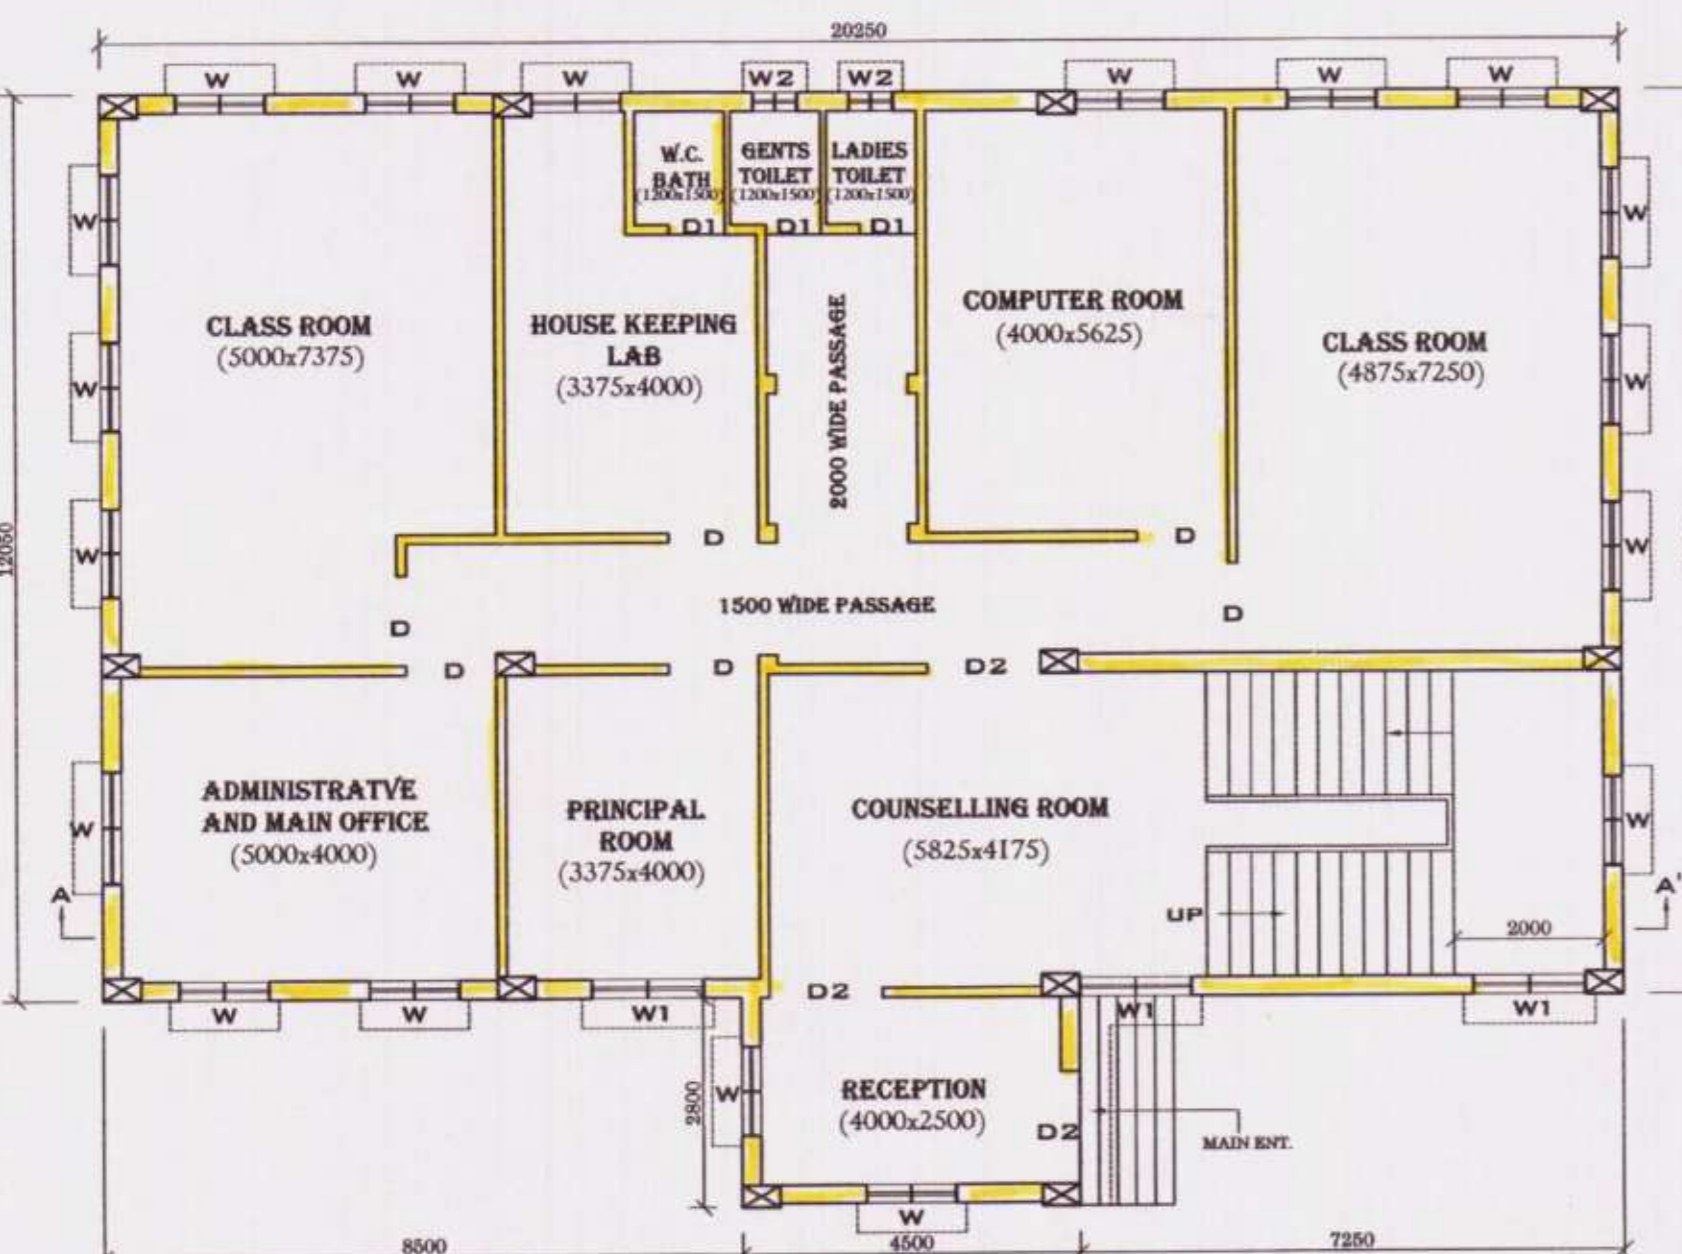 20250
W
W
W
W2
W2
W
W
W
W.C.
BATH
(1200x1500)
GENTS
TOILET
(1200x1500)
LADIES
TOILET
(1200x1500)
W
W
D1
D1
D1
CLASS ROOM
(5000x7375)
HOUSE KEEPING
LAB
(3375x4000)
2000 WIDE PASSAGE
COMPUTER ROOM
(4000x5625)
CLASS ROOM
(4875x7250)
W
W
W
W
12050
D
D
1500 WIDE PASSAGE
D
D
D
D
D2
W
ADMINISTRATVE
AND MAIN OFFICE
(5000x4000)
PRINCIPAL
ROOM
(3375x4000)
COUNSELLING ROOM
(5825x4175)
W
A
A'
UP
2000
D2
W
W
W1
W1
W1
2800
W
RECEPTION
(4000x2500)
D2
MAIN ENT.
W
8500
4500
7250